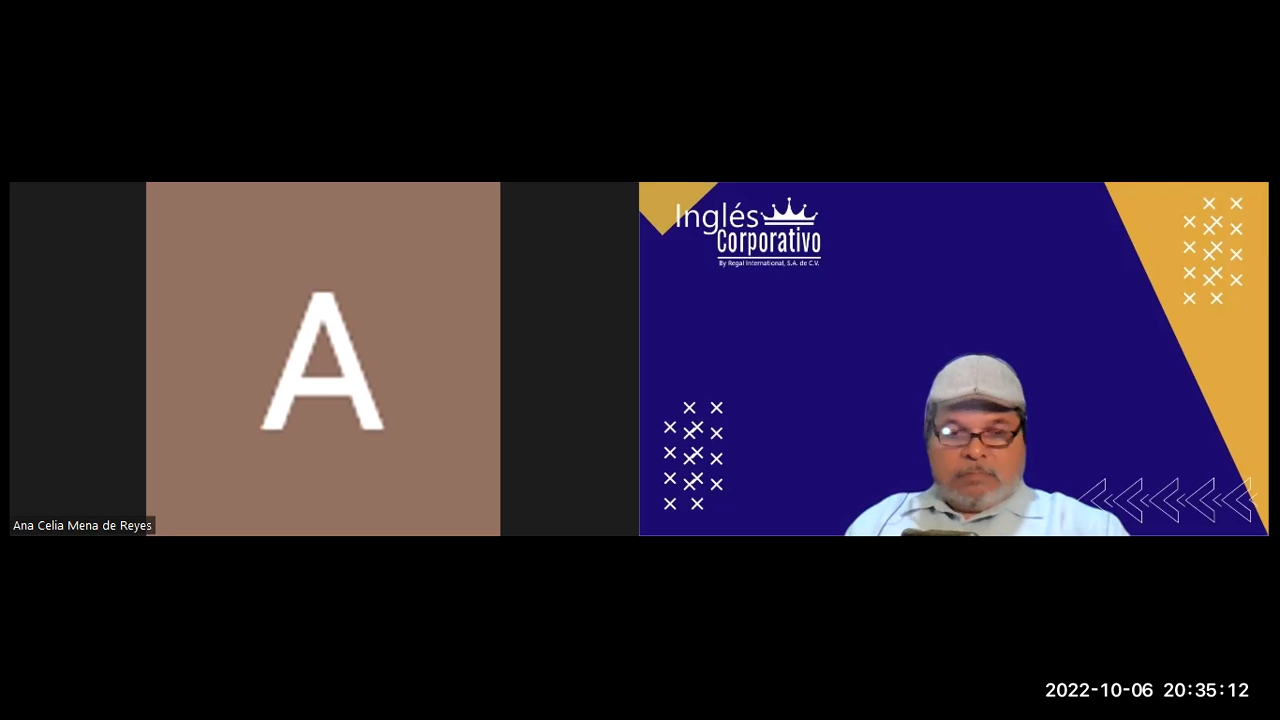 A
Ana Celia Mena de Reyes
Inglés
Corporativo
By Regal International, S.A. de C.V.
2022-10-06 20:35:12